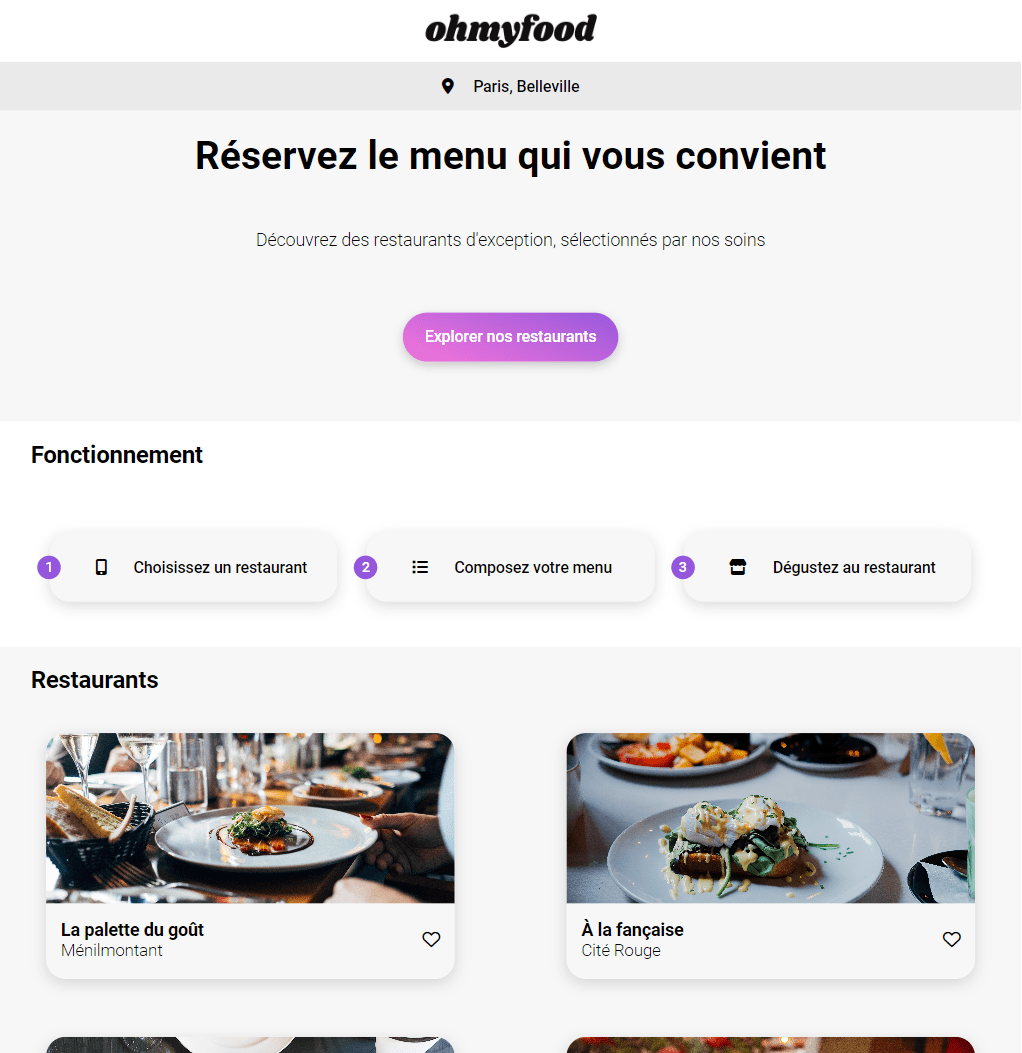 ohmyfood
Paris, Belleville
Réservez le menu qui vous convient
Découvrez des restaurants d'exception, sélectionnés par nos soins
Explorer nos restaurants
Fonctionnement
1 Choisissez un restaurant
2 Composez votre menu
3 Dégustez au restaurant
Restaurants
La palette du goût
Ménilmontant
À la fançaise
Cité Rouge